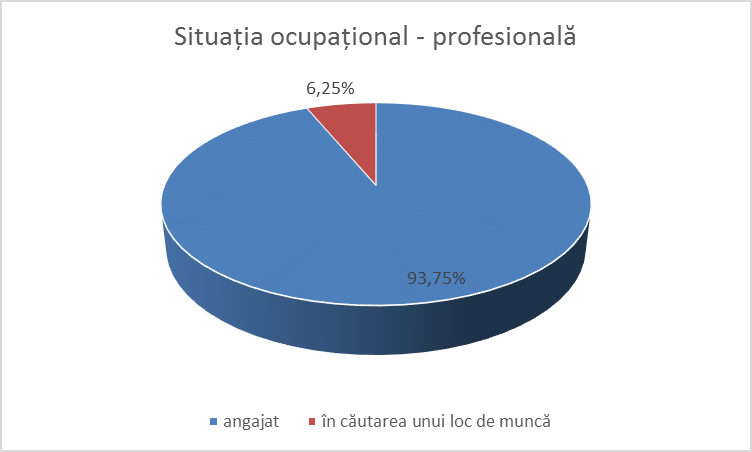 Situația ocupațional - profesională
6,25%
93,75%
angajat
în căutarea unui loc de muncă